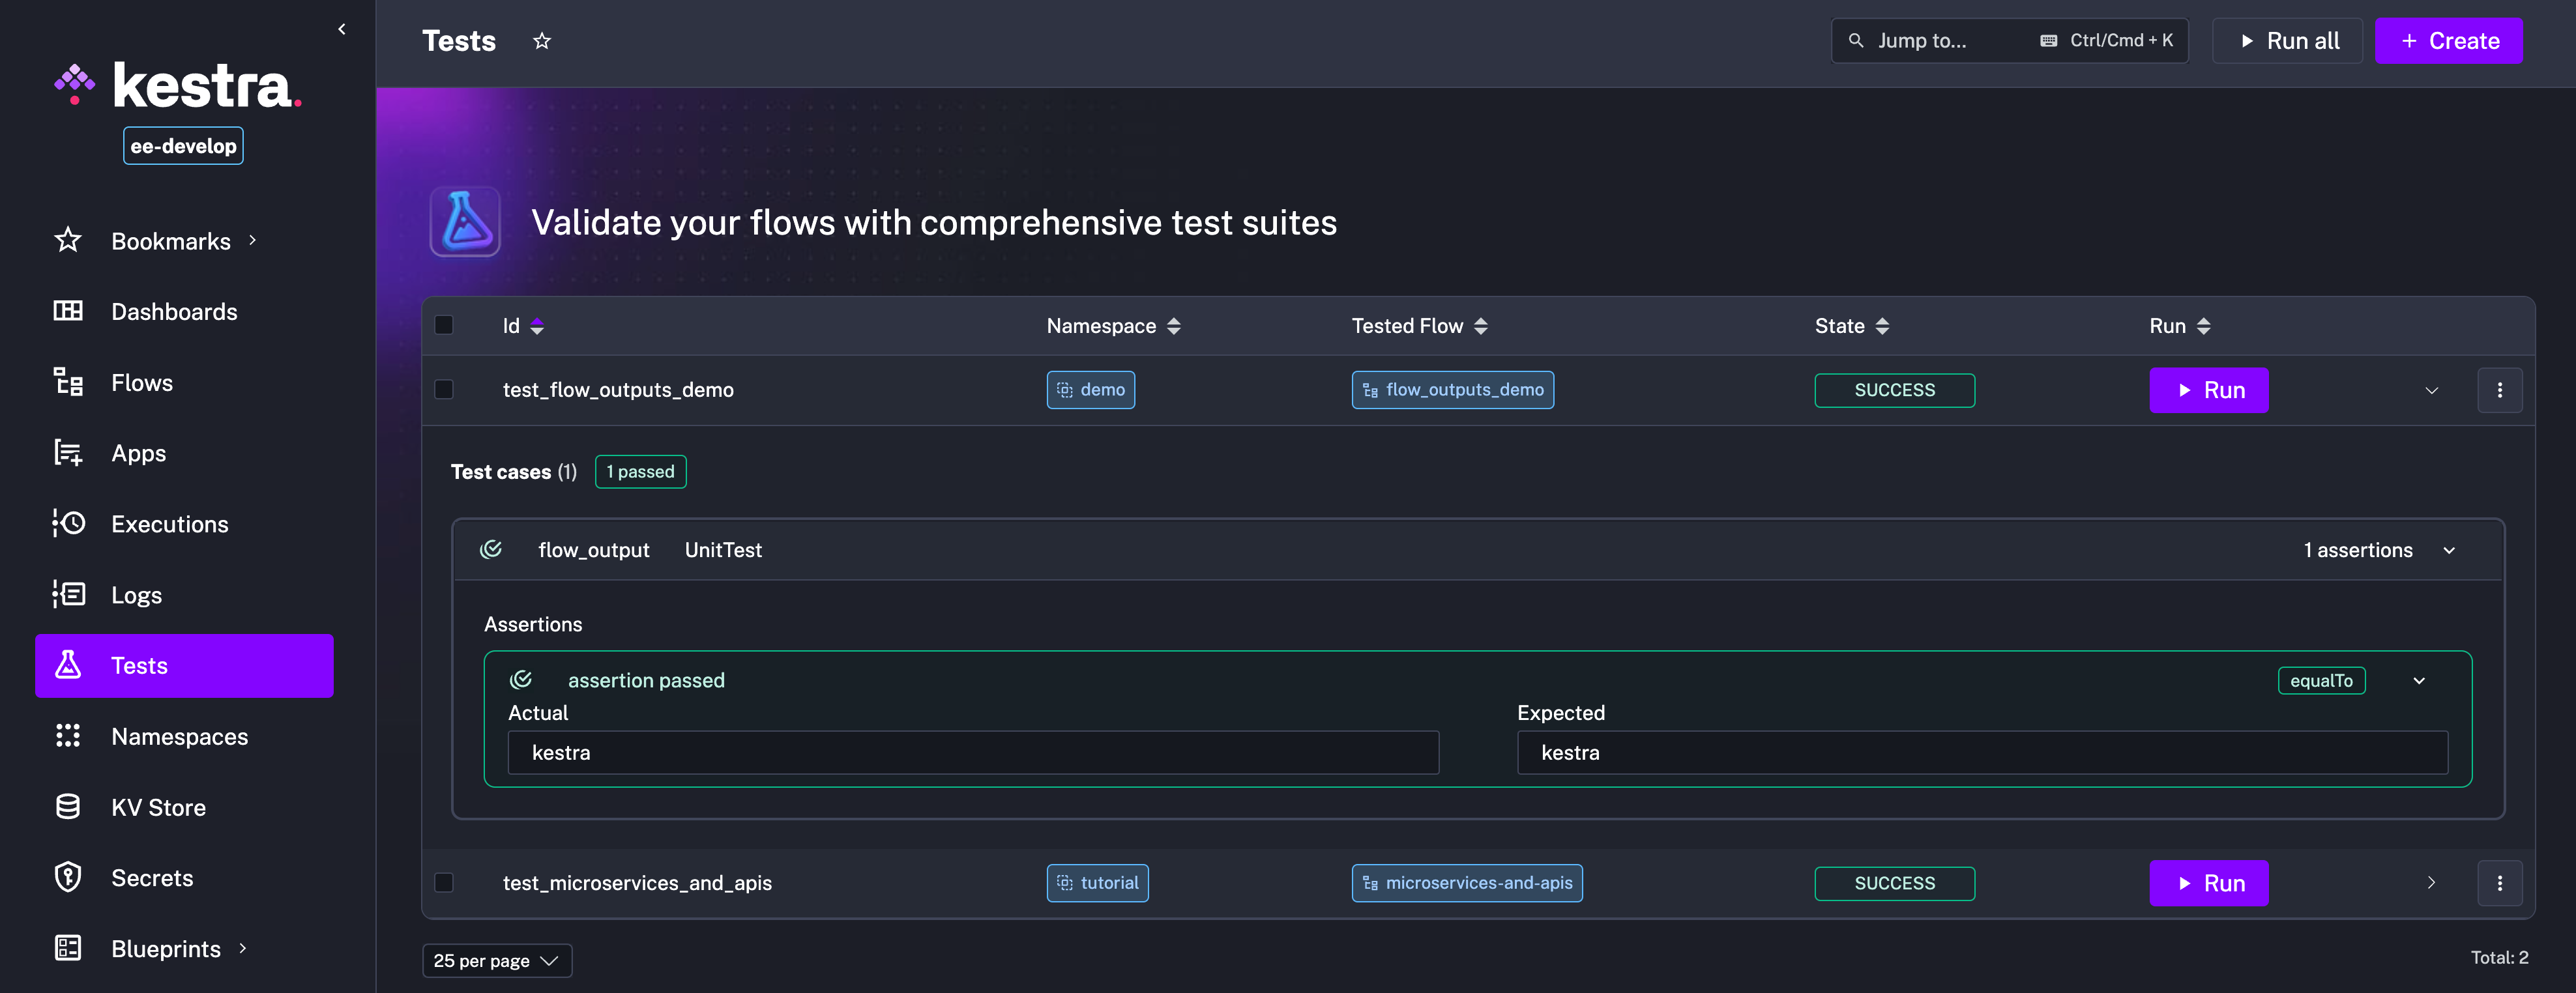 kestra.
ee-develop
Bookmarks
Dashboards
Flows
Apps
Executions
Logs
Tests
Namespaces
KV Store
Secrets
Blueprints
Tests
Jump to... Ctrl/Cmd + K
Run all
+ Create
Validate your flows with comprehensive test suites
Id Namespace Tested Flow State Run
test_flow_outputs_demo demo flow_outputs_demo SUCCESS Run
Test cases (1) 1 passed
flow_output UnitTest 1 assertions
Assertions
assertion passed equalTo
Actual Expected
kestra kestra
test_microservices_and_apis tutorial microservices-and-apis SUCCESS Run
25 per page Total: 2